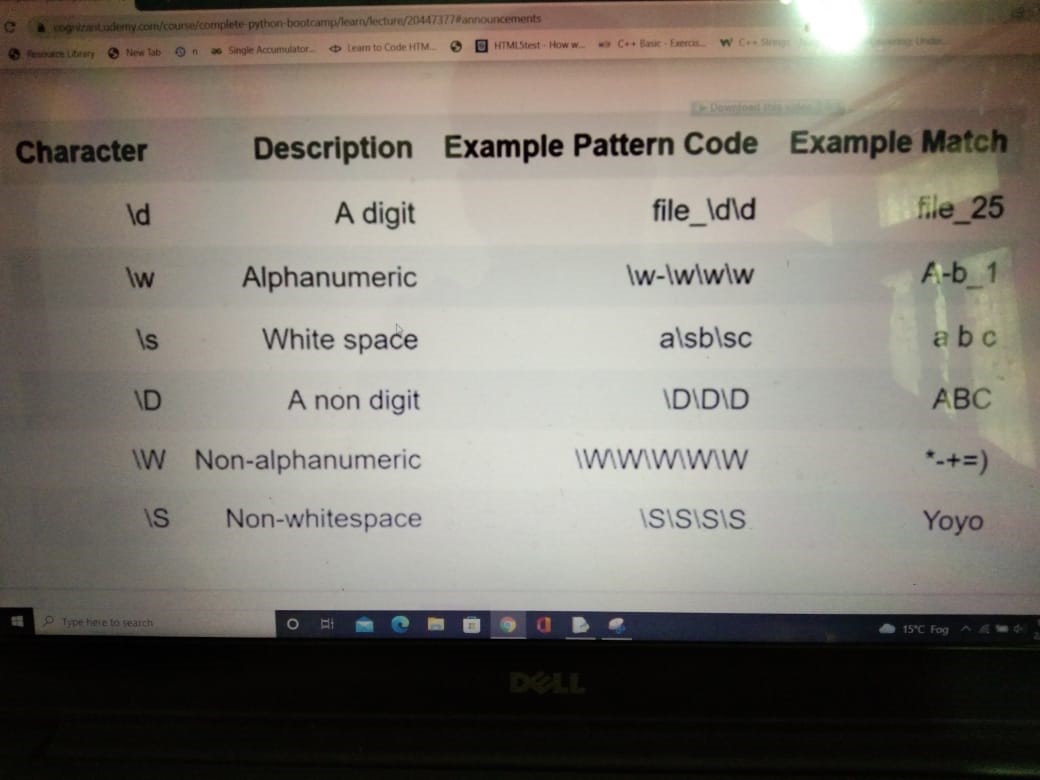 cognizant.udemy.com/course/complete-python-bootcamp/learn/lecture/20447377#announcements
Resource Library New Tab n Single Accumulator... Learn to Code HTM... HTML5test - How w... C++ Basic - Exercis... C++ Strings
Download this video
Character Description Example Pattern Code Example Match
\d A digit file_\d\d file_25
\w Alphanumeric \w-\w\w\w A-b_1
\s White space a\sb\sc a b c
\D A non digit \D\D\D ABC
\W Non-alphanumeric \W\W\W\W\W *-+=)
\S Non-whitespace \S\S\S\S Yoyo
Type here to search 15°C Fog
DELL